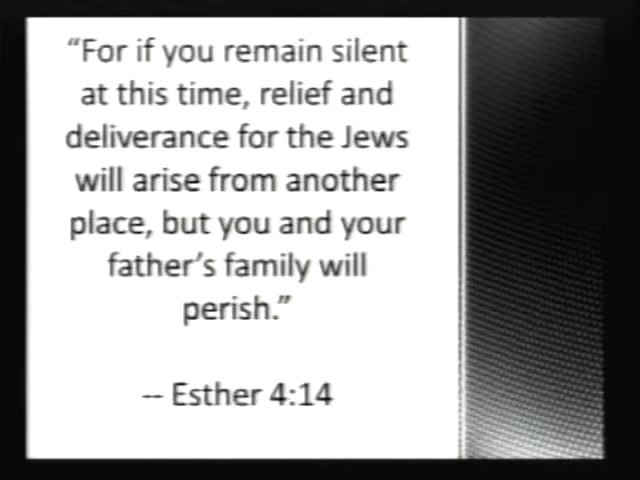 “For if you remain silent
at this time, relief and
deliverance for the Jews
will arise from another
place, but you and your
father’s family will
perish.”
-- Esther 4:14